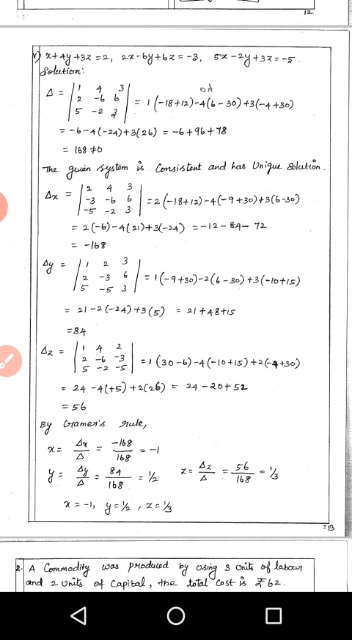 12
v) x+4y+3z=2, 2x-6y+6z=-3, 5x-2y+3z=-5.
Solution:
Δ = | 1 4 3 | 2 -6 6 | 5 -2 3 | = 1(-18+12)-4(6-30)+3(-4+30)
= -6-4(-24)+3(26) = -6+96+78
= 168 ≠0
The given system is Consistent and has Unique Solution.
Δx = | 2 4 3 | -3 -6 6 | -5 -2 3 | = 2(-18+12)-4(-9+30)+3(6-30)
= 2(-6)-4(21)+3(-24) = -12-84-72
= -168
Δy = | 1 2 3 | 2 -3 6 | 5 -5 3 | = 1(-9+30)-2(6-30)+3(-10+15)
= 21-2(-24)+3(5) = 21+48+15
=84
Δz = | 1 4 2 | 2 -6 -3 | 5 -2 -5 | = 1(30-6)-4(-10+15)+2(-4+30)
= 24-4(+5)+2(26) = 24-20+52
= 56
By Cramer's rule,
x= Δx/Δ = -168/168 = -1
y= Δy/Δ = 84/168 = 1/2 z= Δz/Δ = 56/168 = 1/3
x=-1, y=1/2, z=1/3
2. A Commodity was produced by using 3 units of labour
and 2 units of Capital, the total cost is ₹62.